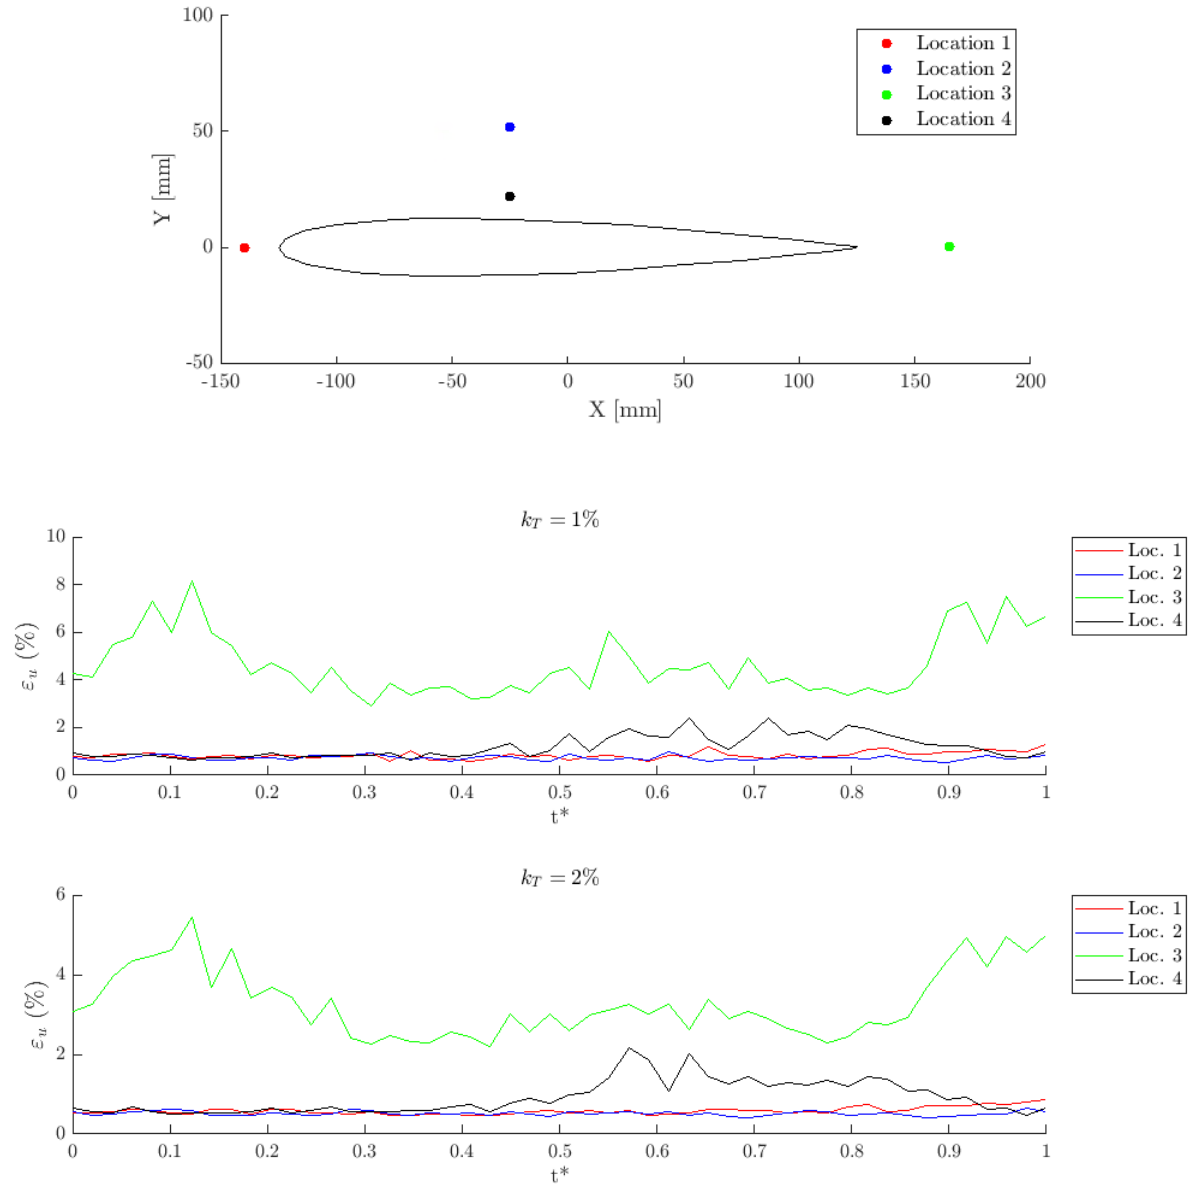 100
50
0
-50
Y [mm]
-150 -100 -50 0 50 100 150 200
X [mm]
Location 1
Location 2
Location 3
Location 4
k_T = 1%
10
8
6
4
2
0
ε_u (%)
0 0.1 0.2 0.3 0.4 0.5 0.6 0.7 0.8 0.9 1
t*
Loc. 1
Loc. 2
Loc. 3
Loc. 4
k_T = 2%
6
4
2
0
ε_u (%)
0 0.1 0.2 0.3 0.4 0.5 0.6 0.7 0.8 0.9 1
t*
Loc. 1
Loc. 2
Loc. 3
Loc. 4